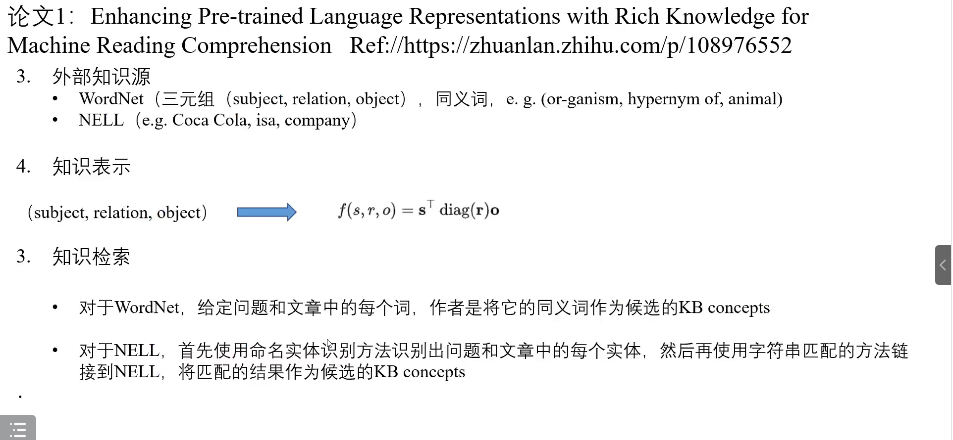 论文1：Enhancing Pre-trained Language Representations with Rich Knowledge for
Machine Reading Comprehension Ref://https://zhuanlan.zhihu.com/p/108976552
3. 外部知识源
• WordNet（三元组（subject, relation, object），同义词，e. g. (or-ganism, hypernym of, animal)
• NELL（e.g. Coca Cola, isa, company）
4. 知识表示
（subject, relation, object） f(s, r, o) = s⊤ diag(r)o
3. 知识检索
• 对于WordNet，给定问题和文章中的每个词，作者是将它的同义词作为候选的KB concepts
• 对于NELL，首先使用命名实体识别方法识别出问题和文章中的每个实体，然后再使用字符串匹配的方法链
接到NELL，将匹配的结果作为候选的KB concepts